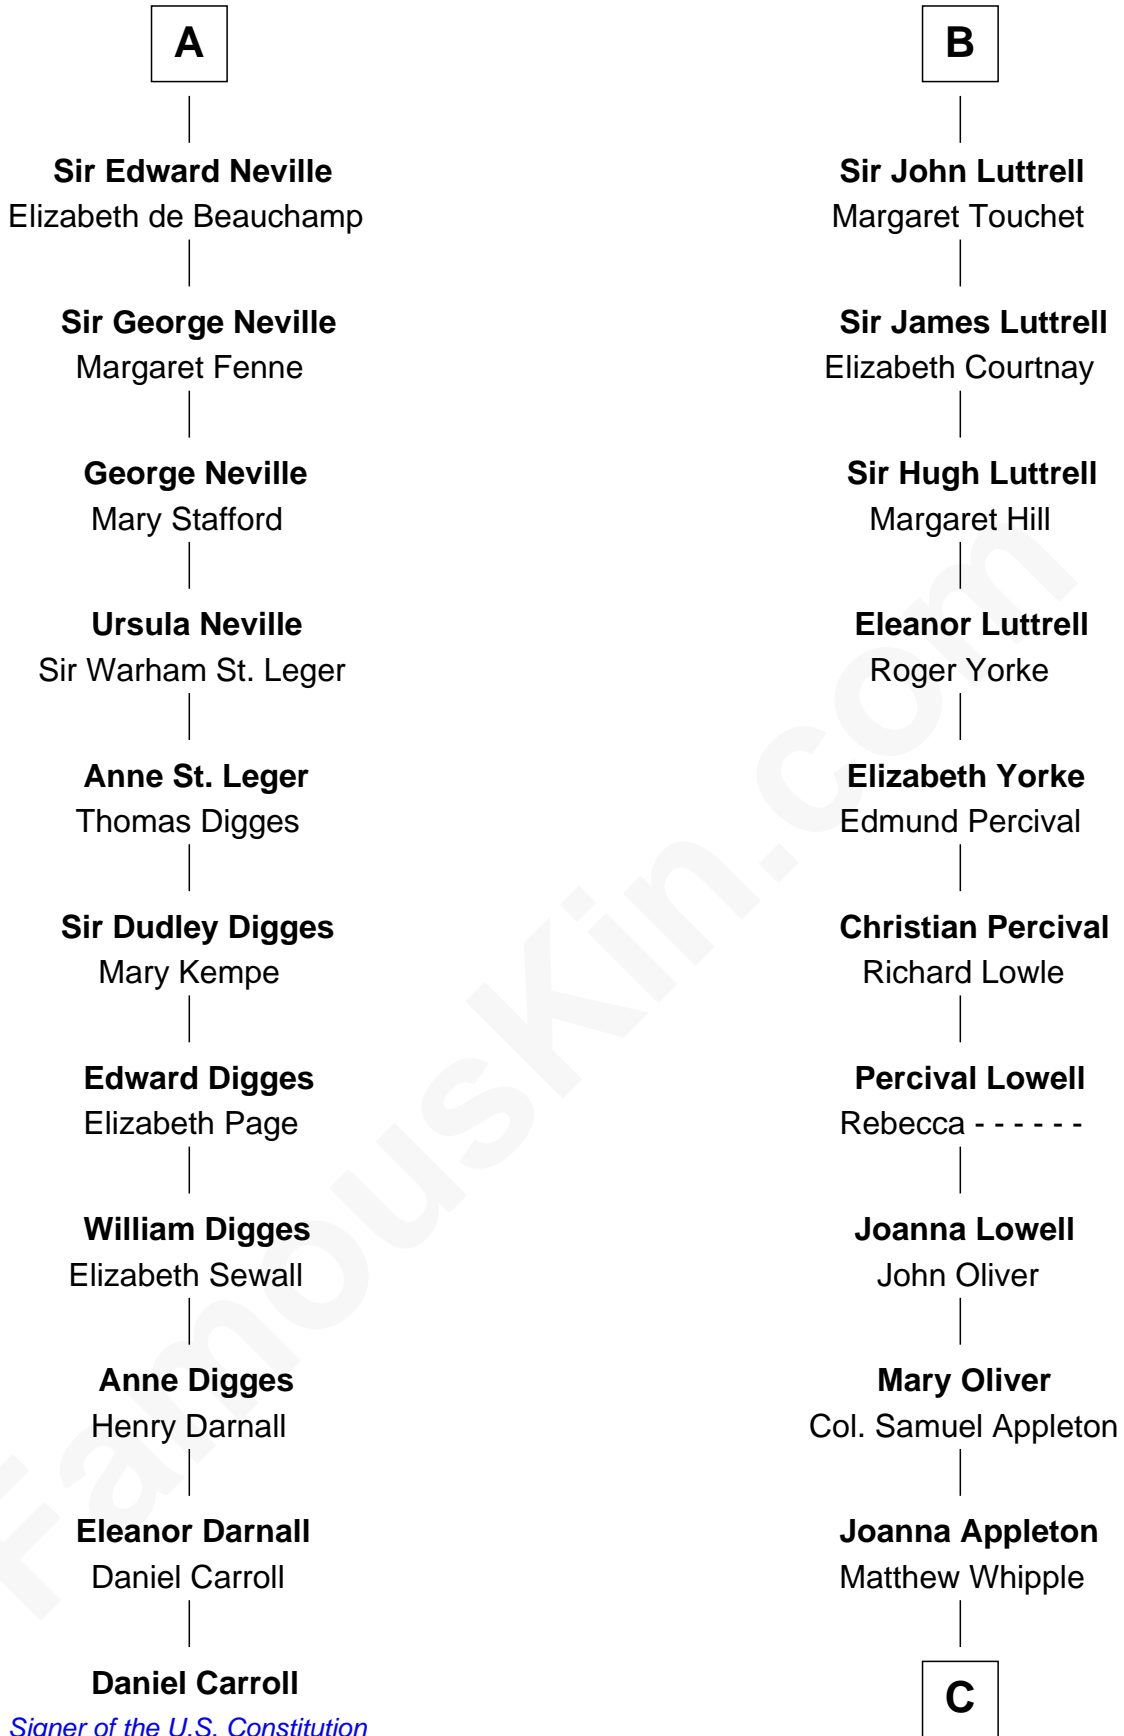 A
Sir Edward Neville
Elizabeth de Beauchamp
Sir George Neville
Margaret Fenne
George Neville
Mary Stafford
Ursula Neville
Sir Warham St. Leger
Anne St. Leger
Thomas Digges
Sir Dudley Digges
Mary Kempe
Edward Digges
Elizabeth Page
William Digges
Elizabeth Sewall
Anne Digges
Henry Darnall
Eleanor Darnall
Daniel Carroll
Daniel Carroll
Signer of the U.S. Constitution
B
Sir John Luttrell
Margaret Touchet
Sir James Luttrell
Elizabeth Courtnay
Sir Hugh Luttrell
Margaret Hill
Eleanor Luttrell
Roger Yorke
Elizabeth Yorke
Edmund Percival
Christian Percival
Richard Lowle
Percival Lowell
Rebecca - - - - - -
Joanna Lowell
John Oliver
Mary Oliver
Col. Samuel Appleton
Joanna Appleton
Matthew Whipple
C
FamousKin.com